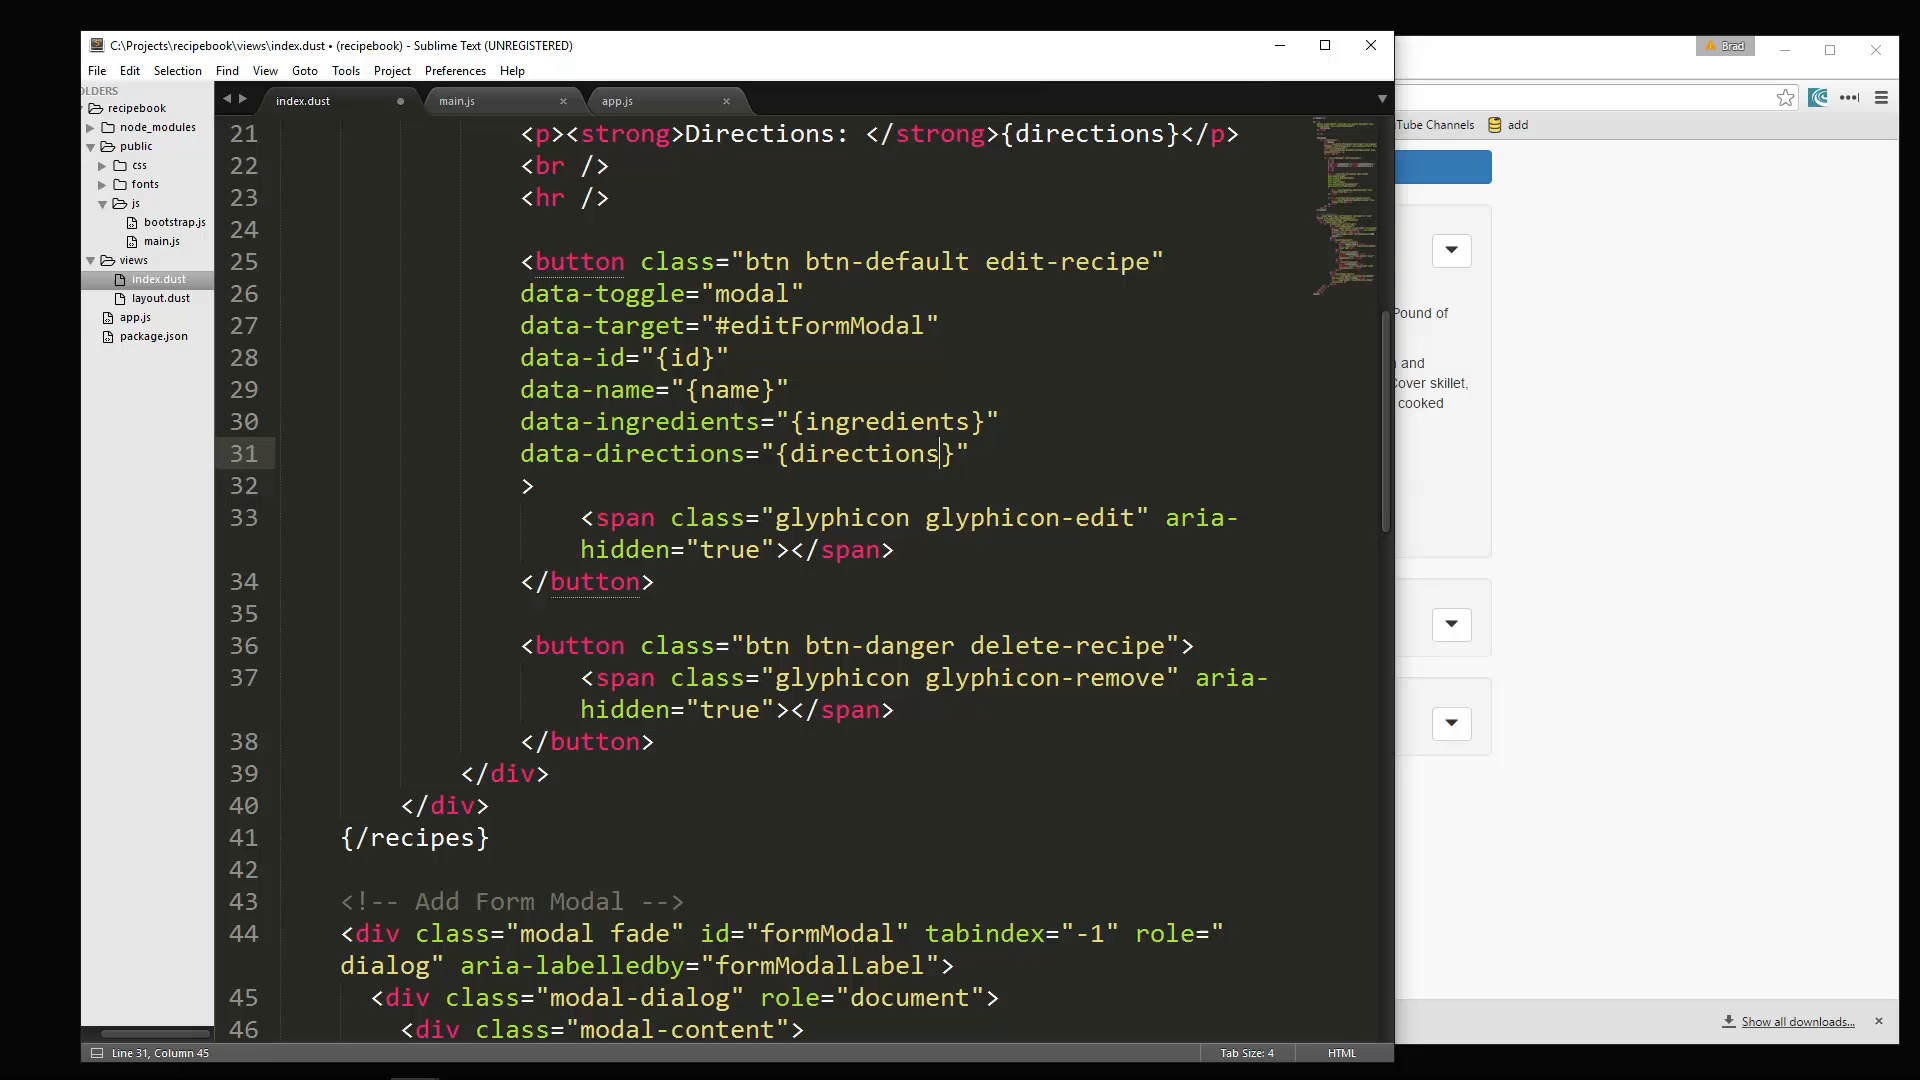 C:\Projects\recipebook\views\index.dust • (recipebook) - Sublime Text (UNREGISTERED)
Brad
File Edit Selection Find View Goto Tools Project Preferences Help
OLDERS
recipebook
node_modules
public
css
fonts
js
bootstrap.js
main.js
views
index.dust
layout.dust
app.js
package.json
index.dust main.js app.js
21 <p><strong>Directions: </strong>{directions}</p>
22 <br />
23 <hr />
24
25 <button class="btn btn-default edit-recipe"
26 data-toggle="modal"
27 data-target="#editFormModal"
28 data-id="{id}"
29 data-name="{name}"
30 data-ingredients="{ingredients}"
31 data-directions="{directions}"
32 >
33 <span class="glyphicon glyphicon-edit" aria-
hidden="true"></span>
34 </button>
35
36 <button class="btn btn-danger delete-recipe">
37 <span class="glyphicon glyphicon-remove" aria-
hidden="true"></span>
38 </button>
39 </div>
40 </div>
41 {/recipes}
42
43 <!-- Add Form Modal -->
44 <div class="modal fade" id="formModal" tabindex="-1" role="
dialog" aria-labelledby="formModalLabel">
45 <div class="modal-dialog" role="document">
46 <div class="modal-content">
Line 31, Column 45
Tab Size: 4
HTML
Tube Channels
add
Pound of
and
Cover skillet,
cooked
Show all downloads...